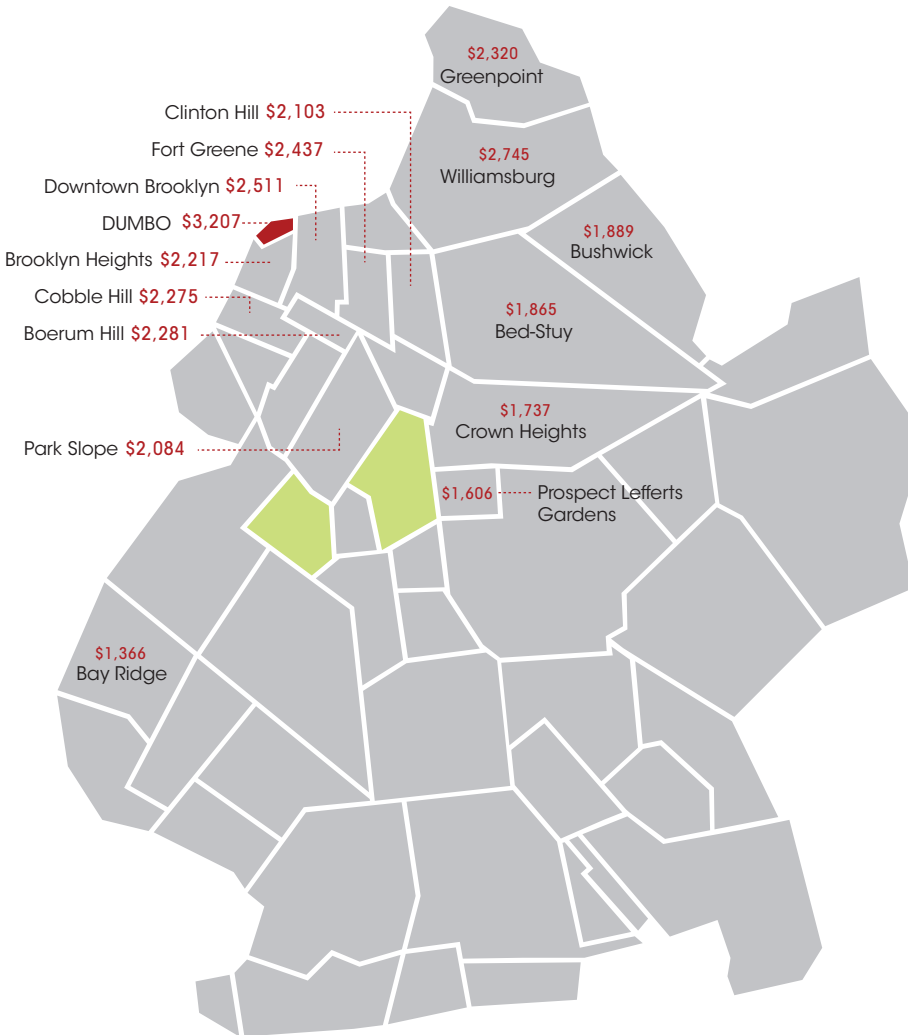 $2,320
Greenpoint
Clinton Hill $2,103
Fort Greene $2,437
$2,745
Williamsburg
Downtown Brooklyn $2,511
DUMBO $3,207
$1,889
Bushwick
Brooklyn Heights $2,217
Cobble Hill $2,275
$1,865
Bed-Stuy
Boerum Hill $2,281
$1,737
Crown Heights
Park Slope $2,084
$1,606 Prospect Lefferts
Gardens
$1,366
Bay Ridge